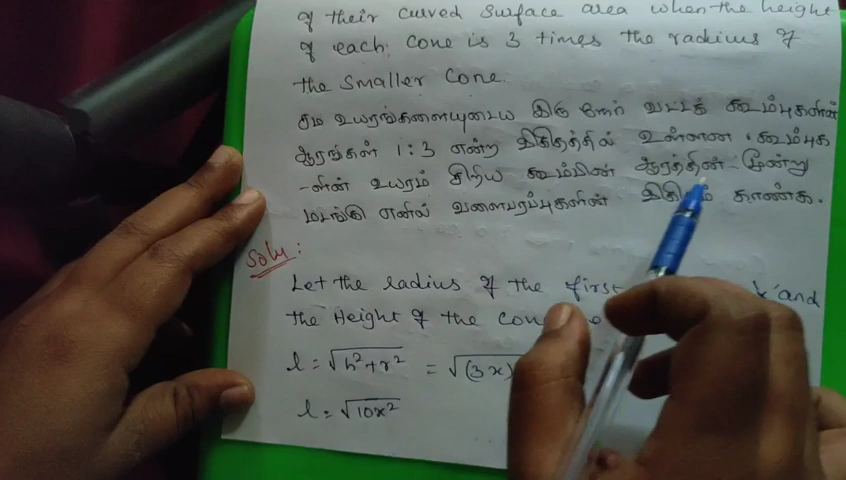 of their curved surface area when the height
of each cone is 3 times the radius of
the smaller cone.
சம உயரங்களையுடைய இரு நேர் வட்டக் கூம்புகளின்
ஆரங்கள் 1:3 என்ற விகிதத்தில் உள்ளன. கூம்புக
-ளின் உயரம் சிறிய கூம்பின் ஆரத்தின் மூன்று
மடங்கு எனில் வளைபரப்புகளின் விகிதம் காண்க.
Solu:
Let the radius of the first and
the Height of the cone
l = √h²+r² = √(3x)
l = √10x²